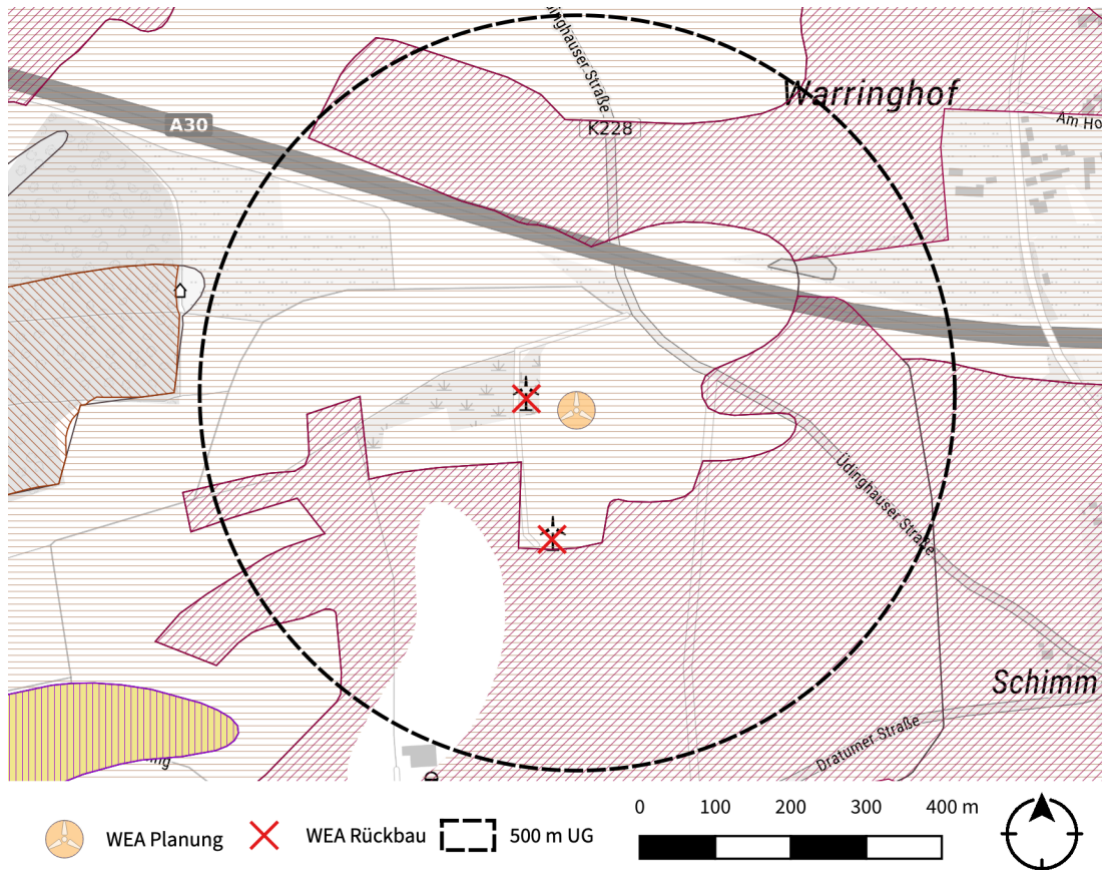 Üdinghauser Straße
Warringhof
A30
K228
Am Ho
Üdinghauser Straße
Schimm
Dratumer Straße
WEA Planung
WEA Rückbau
500 m UG
0 100 200 300 400 m